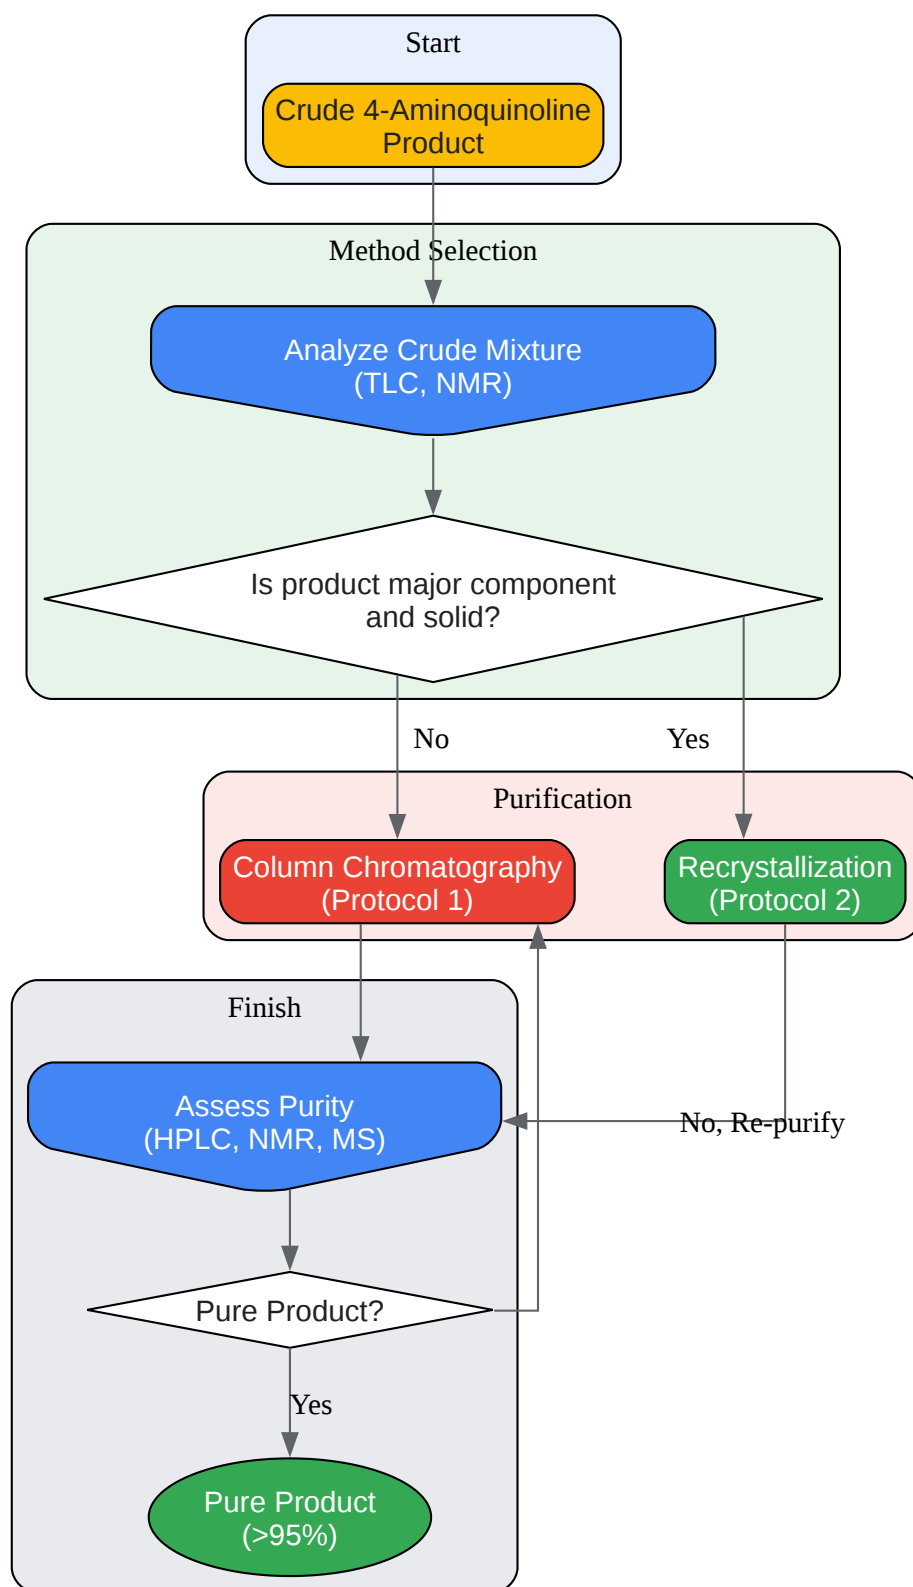 Start
Crude 4-Aminoquinoline
Product
Method Selection
Analyze Crude Mixture
(TLC, NMR)
Is product major component
and solid?
No
Yes
Purification
Column Chromatography
(Protocol 1)
Recrystallization
(Protocol 2)
Finish
Assess Purity
(HPLC, NMR, MS)
No, Re-purify
Pure Product?
Yes
Pure Product
(>95%)